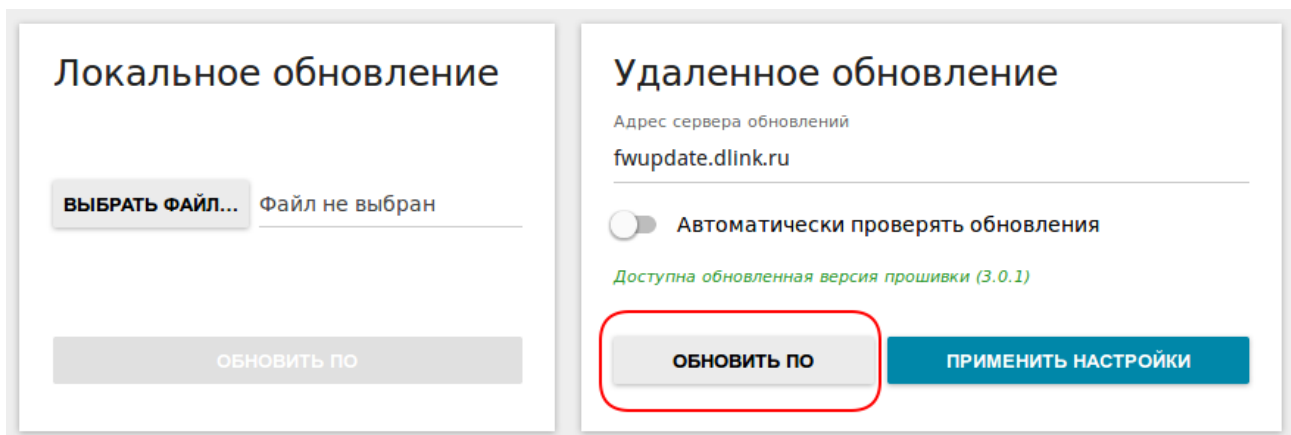 Локальное обновление
ВЫБРАТЬ ФАЙЛ...
Файл не выбран
ОБНОВИТЬ ПО
Удаленное обновление
Адрес сервера обновлений
fwupdate.dlink.ru
Автоматически проверять обновления
Доступна обновленная версия прошивки (3.0.1)
ОБНОВИТЬ ПО
ПРИМЕНИТЬ НАСТРОЙКИ